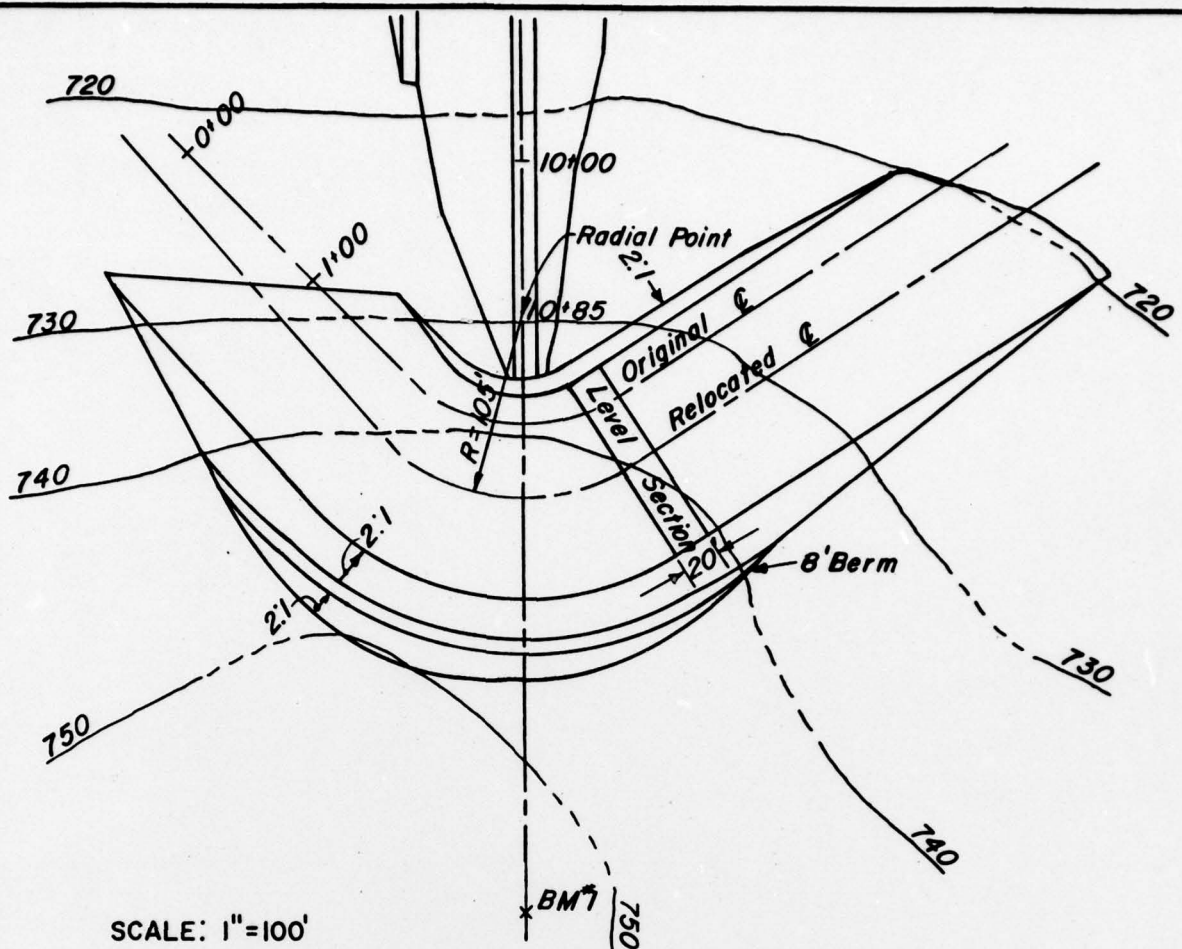 720
0+00
10+00
Radial Point
2:1
1+00
10+85
720
730
Original ℄
Relocated ℄
R=105'
Level Section
740
2:1
20'
8' Berm
2:1
730
750
740
BM#1
750
SCALE: 1"=100'